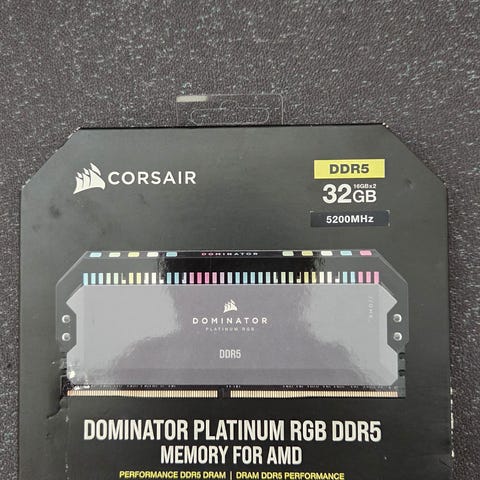 CORSAIR
DDR5
32GB
16GBx2
5200MHz
DOMINATOR
DOMINATOR
PLATINUM RGB
DDR5
DOMINATOR PLATINUM RGB DDR5
MEMORY FOR AMD
PERFORMANCE DDR5 DRAM | DRAM DDR5 PERFORMANCE